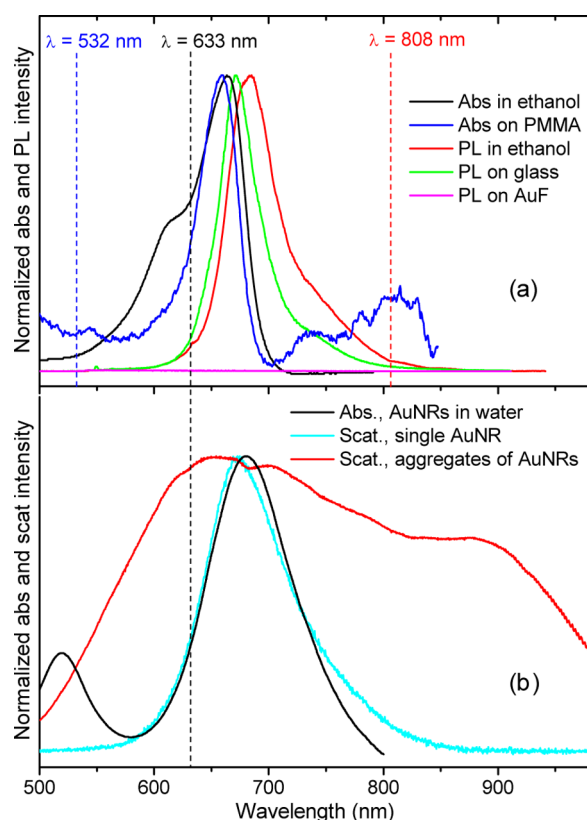 λ = 532 nm
λ = 633 nm
λ = 808 nm
Normalized abs and PL intensity
Abs in ethanol
Abs on PMMA
PL in ethanol
PL on glass
PL on AuF
(a)
Normalized abs and scat intensity
Abs., AuNRs in water
Scat., single AuNR
Scat., aggregates of AuNRs
(b)
500 600 700 800 900
Wavelength (nm)